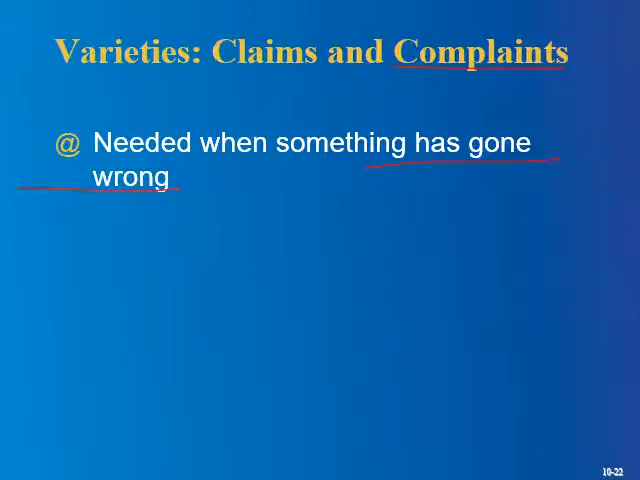 Varieties: Claims and Complaints
@ Needed when something has gone
wrong
10-22